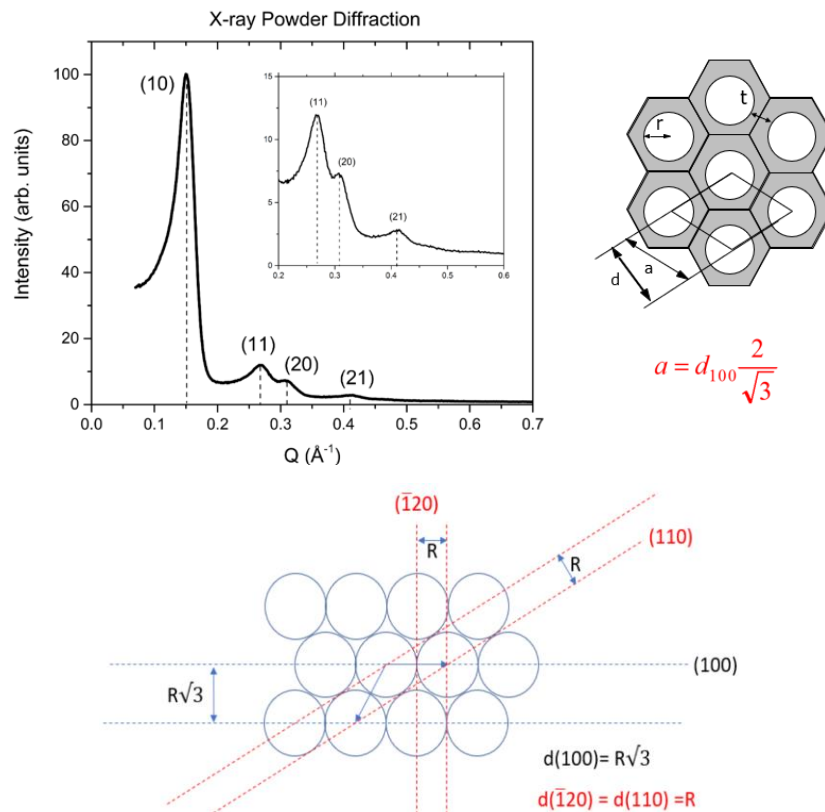 X-ray Powder Diffraction
Intensity (arb. units)
100
80
60
40
20
0
0.0 0.1 0.2 0.3 0.4 0.5 0.6 0.7
Q (Å⁻¹)
(10)
(11)
(20)
(21)
15
10
5
0
0.2 0.3 0.4 0.5 0.6
(11)
(20)
(21)
r
t
a
d
a = d₁₀₀ 2/√3
(1̅20)
(110)
R
R
(100)
R√3
d(100)= R√3
d(1̅20) = d(110) =R